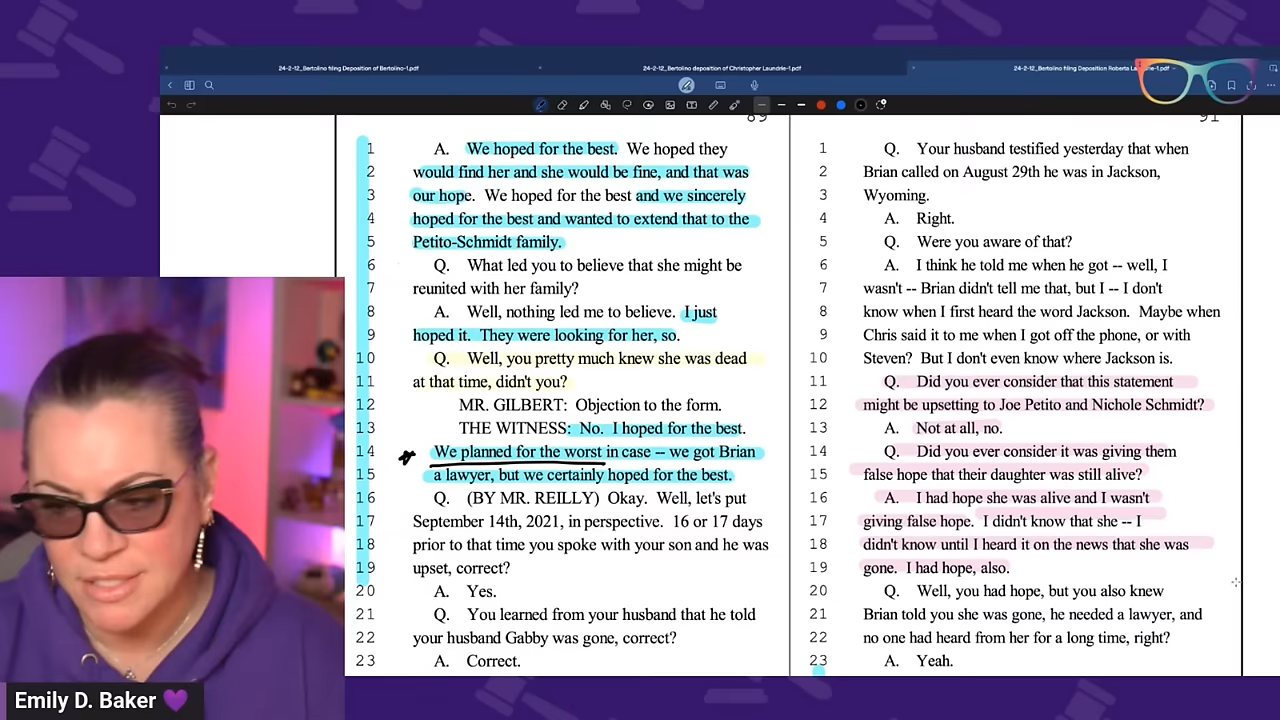 24-2-12_Bertolino filing Deposition of Bertolino-1.pdf
24-2-12_Bertolino deposition of Christopher Laundrie-1.pdf
24-2-12_Bertolino filing Deposition Roberta
89
1 A. We hoped for the best. We hoped they
2 would find her and she would be fine, and that was
3 our hope. We hoped for the best and we sincerely
4 hoped for the best and wanted to extend that to the
5 Petito-Schmidt family.
6 Q. What led you to believe that she might be
7 reunited with her family?
8 A. Well, nothing led me to believe. I just
9 hoped it. They were looking for her, so.
10 Q. Well, you pretty much knew she was dead
11 at that time, didn't you?
12 MR. GILBERT: Objection to the form.
13 THE WITNESS: No. I hoped for the best.
14 We planned for the worst in case -- we got Brian
15 a lawyer, but we certainly hoped for the best.
16 Q. (BY MR. REILLY) Okay. Well, let's put
17 September 14th, 2021, in perspective. 16 or 17 days
18 prior to that time you spoke with your son and he was
19 upset, correct?
20 A. Yes.
21 Q. You learned from your husband that he told
22 your husband Gabby was gone, correct?
23 A. Correct.
91
1 Q. Your husband testified yesterday that when
2 Brian called on August 29th he was in Jackson,
3 Wyoming.
4 A. Right.
5 Q. Were you aware of that?
6 A. I think he told me when he got -- well, I
7 wasn't -- Brian didn't tell me that, but I -- I don't
8 know when I first heard the word Jackson. Maybe when
9 Chris said it to me when I got off the phone, or with
10 Steven? But I don't even know where Jackson is.
11 Q. Did you ever consider that this statement
12 might be upsetting to Joe Petito and Nichole Schmidt?
13 A. Not at all, no.
14 Q. Did you ever consider it was giving them
15 false hope that their daughter was still alive?
16 A. I had hope she was alive and I wasn't
17 giving false hope. I didn't know that she -- I
18 didn't know until I heard it on the news that she was
19 gone. I had hope, also.
20 Q. Well, you had hope, but you also knew
21 Brian told you she was gone, he needed a lawyer, and
22 no one had heard from her for a long time, right?
23 A. Yeah.
Emily D. Baker 💜